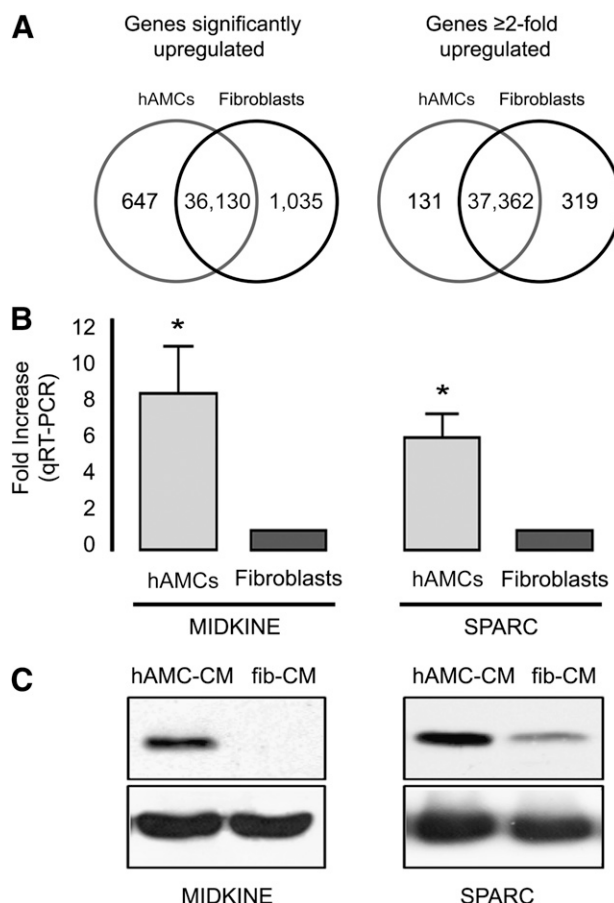 A
Genes significantly
upregulated
Genes ≥2-fold
upregulated
hAMCs Fibroblasts
hAMCs Fibroblasts
647 36,130 1,035
131 37,362 319
B
Fold Increase
(qRT-PCR)
12
10
8
6
4
2
0
*
*
hAMCs Fibroblasts
hAMCs Fibroblasts
MIDKINE
SPARC
C
hAMC-CM fib-CM
hAMC-CM fib-CM
MIDKINE
SPARC